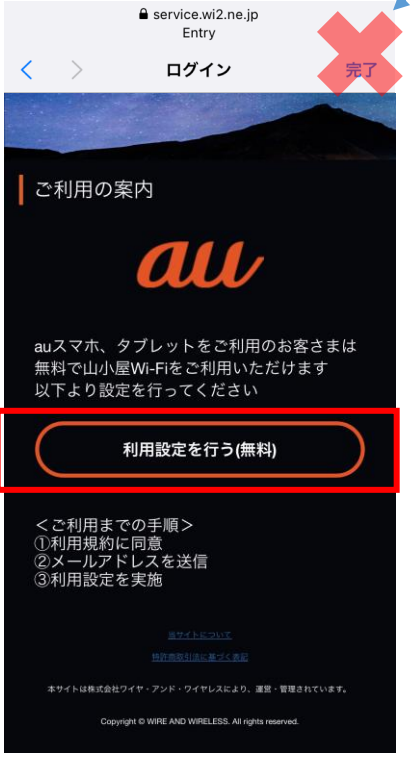 service.wi2.ne.jp
Entry
ログイン
完了
ご利用の案内
au
auスマホ、タブレットをご利用のお客さまは
無料で山小屋Wi-Fiをご利用いただけます
以下より設定を行ってください
利用設定を行う(無料)
＜ご利用までの手順＞
①利用規約に同意
②メールアドレスを送信
③利用設定を実施
当サイトについて
特許商取引法に基づく表記
本サイトは株式会社ワイヤ・アンド・ワイヤレスにより、運営・管理されています。
Copyright © WIRE AND WIRELESS. All rights reserved.